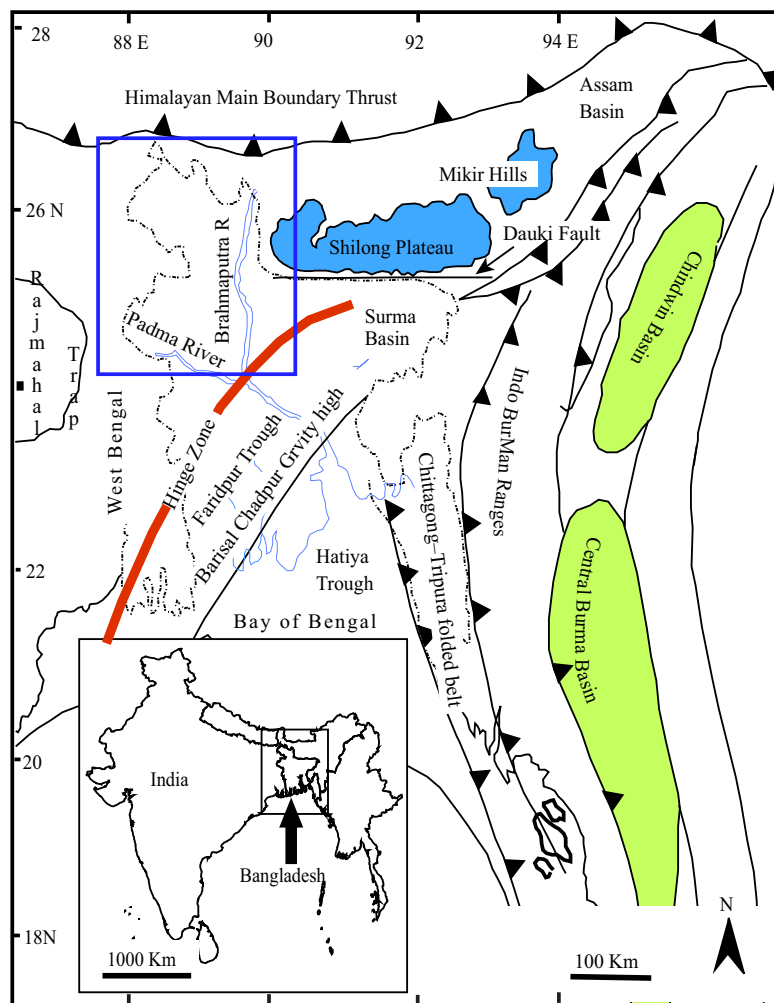 28
88 E
90
92
94 E
Himalayan Main Boundary Thrust
Assam
Basin
Mikir Hills
26 N
Shilong Plateau
Dauki Fault
Brahmaputra R
Chindwin Basin
Rajmahal
Trap
Padma River
Surma
Basin
Indo BurMan Ranges
West Bengal
Hinge Zone
Faridpur Trough
Barisal Chadpur Grvity high
Chittagong–Tripura folded belt
22
Hatiya
Trough
Central Burma
Basin
Bay of Bengal
20
India
Bangladesh
1000 Km
18N
N
100 Km